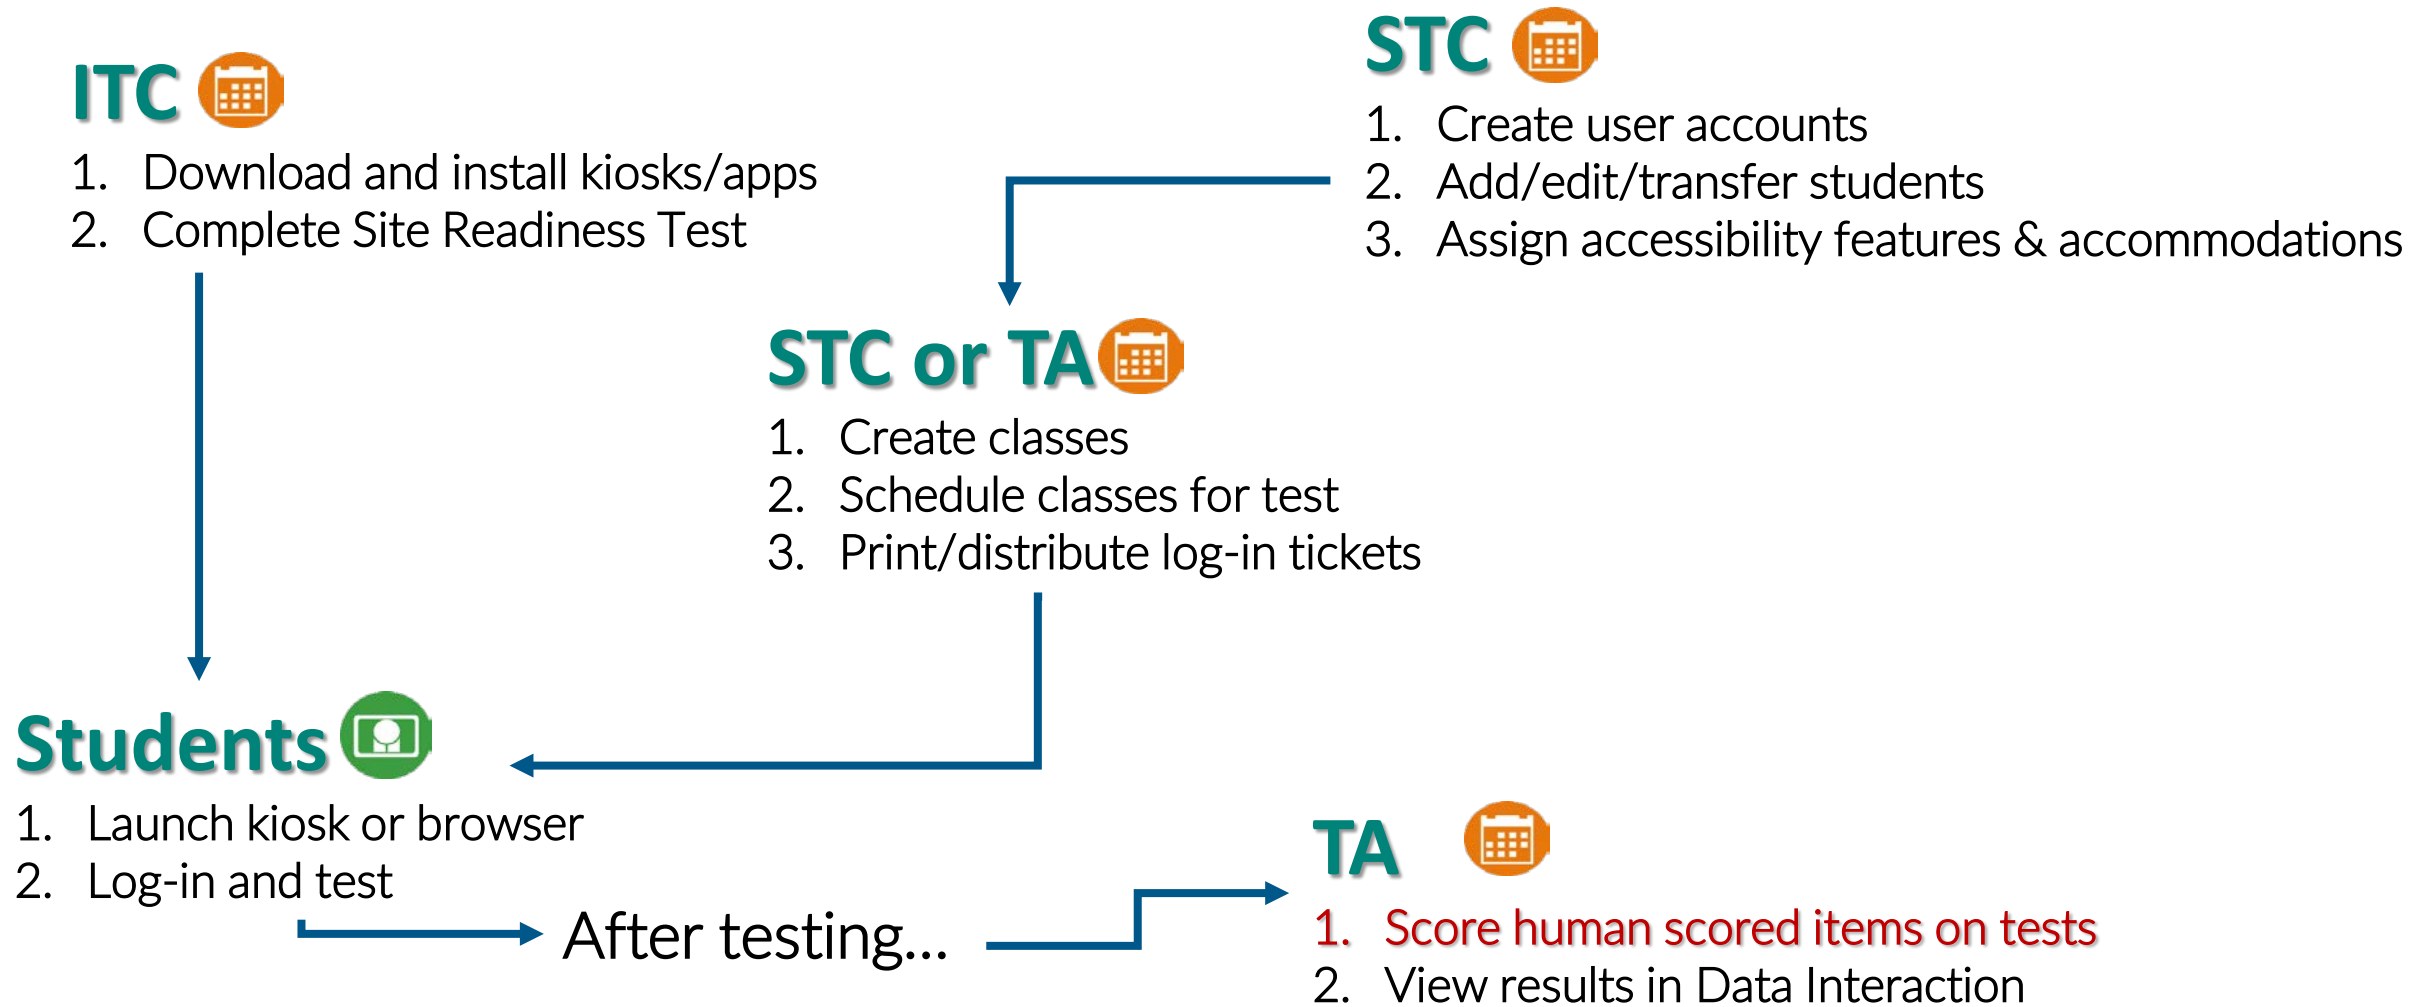 ITC
1. Download and install kiosks/apps
2. Complete Site Readiness Test
STC
1. Create user accounts
2. Add/edit/transfer students
3. Assign accessibility features & accommodations
STC or TA
1. Create classes
2. Schedule classes for test
3. Print/distribute log-in tickets
Students
1. Launch kiosk or browser
2. Log-in and test
After testing...
TA
1. Score human scored items on tests
2. View results in Data Interaction